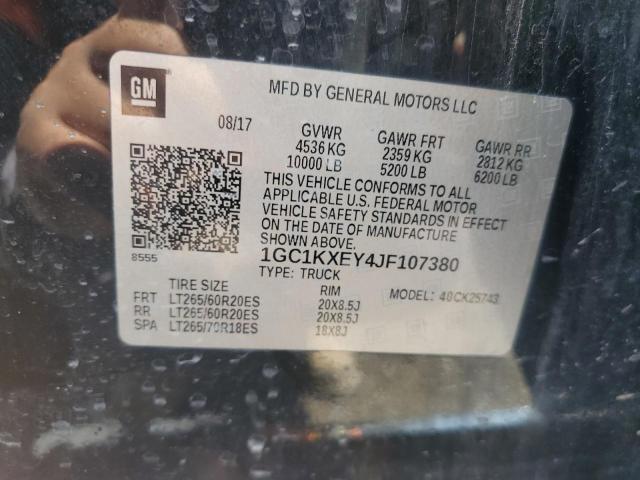 GM
MFD BY GENERAL MOTORS LLC
08/17
GVWR
4536 KG
10000 LB
GAWR FRT
2359 KG
5200 LB
GAWR RR
2812 KG
6200 LB
THIS VEHICLE CONFORMS TO ALL
APPLICABLE U.S. FEDERAL MOTOR
VEHICLE SAFETY STANDARDS IN EFFECT
ON THE DATE OF MANUFACTURE
SHOWN ABOVE.
8555
1GC1KXEY4JF107380
TYPE: TRUCK
TIRE SIZE RIM MODEL: 48CK25743
FRT LT265/60R20ES 20X8.5J
RR LT265/60R20ES 20X8.5J
SPA LT265/70R18ES 18X8J